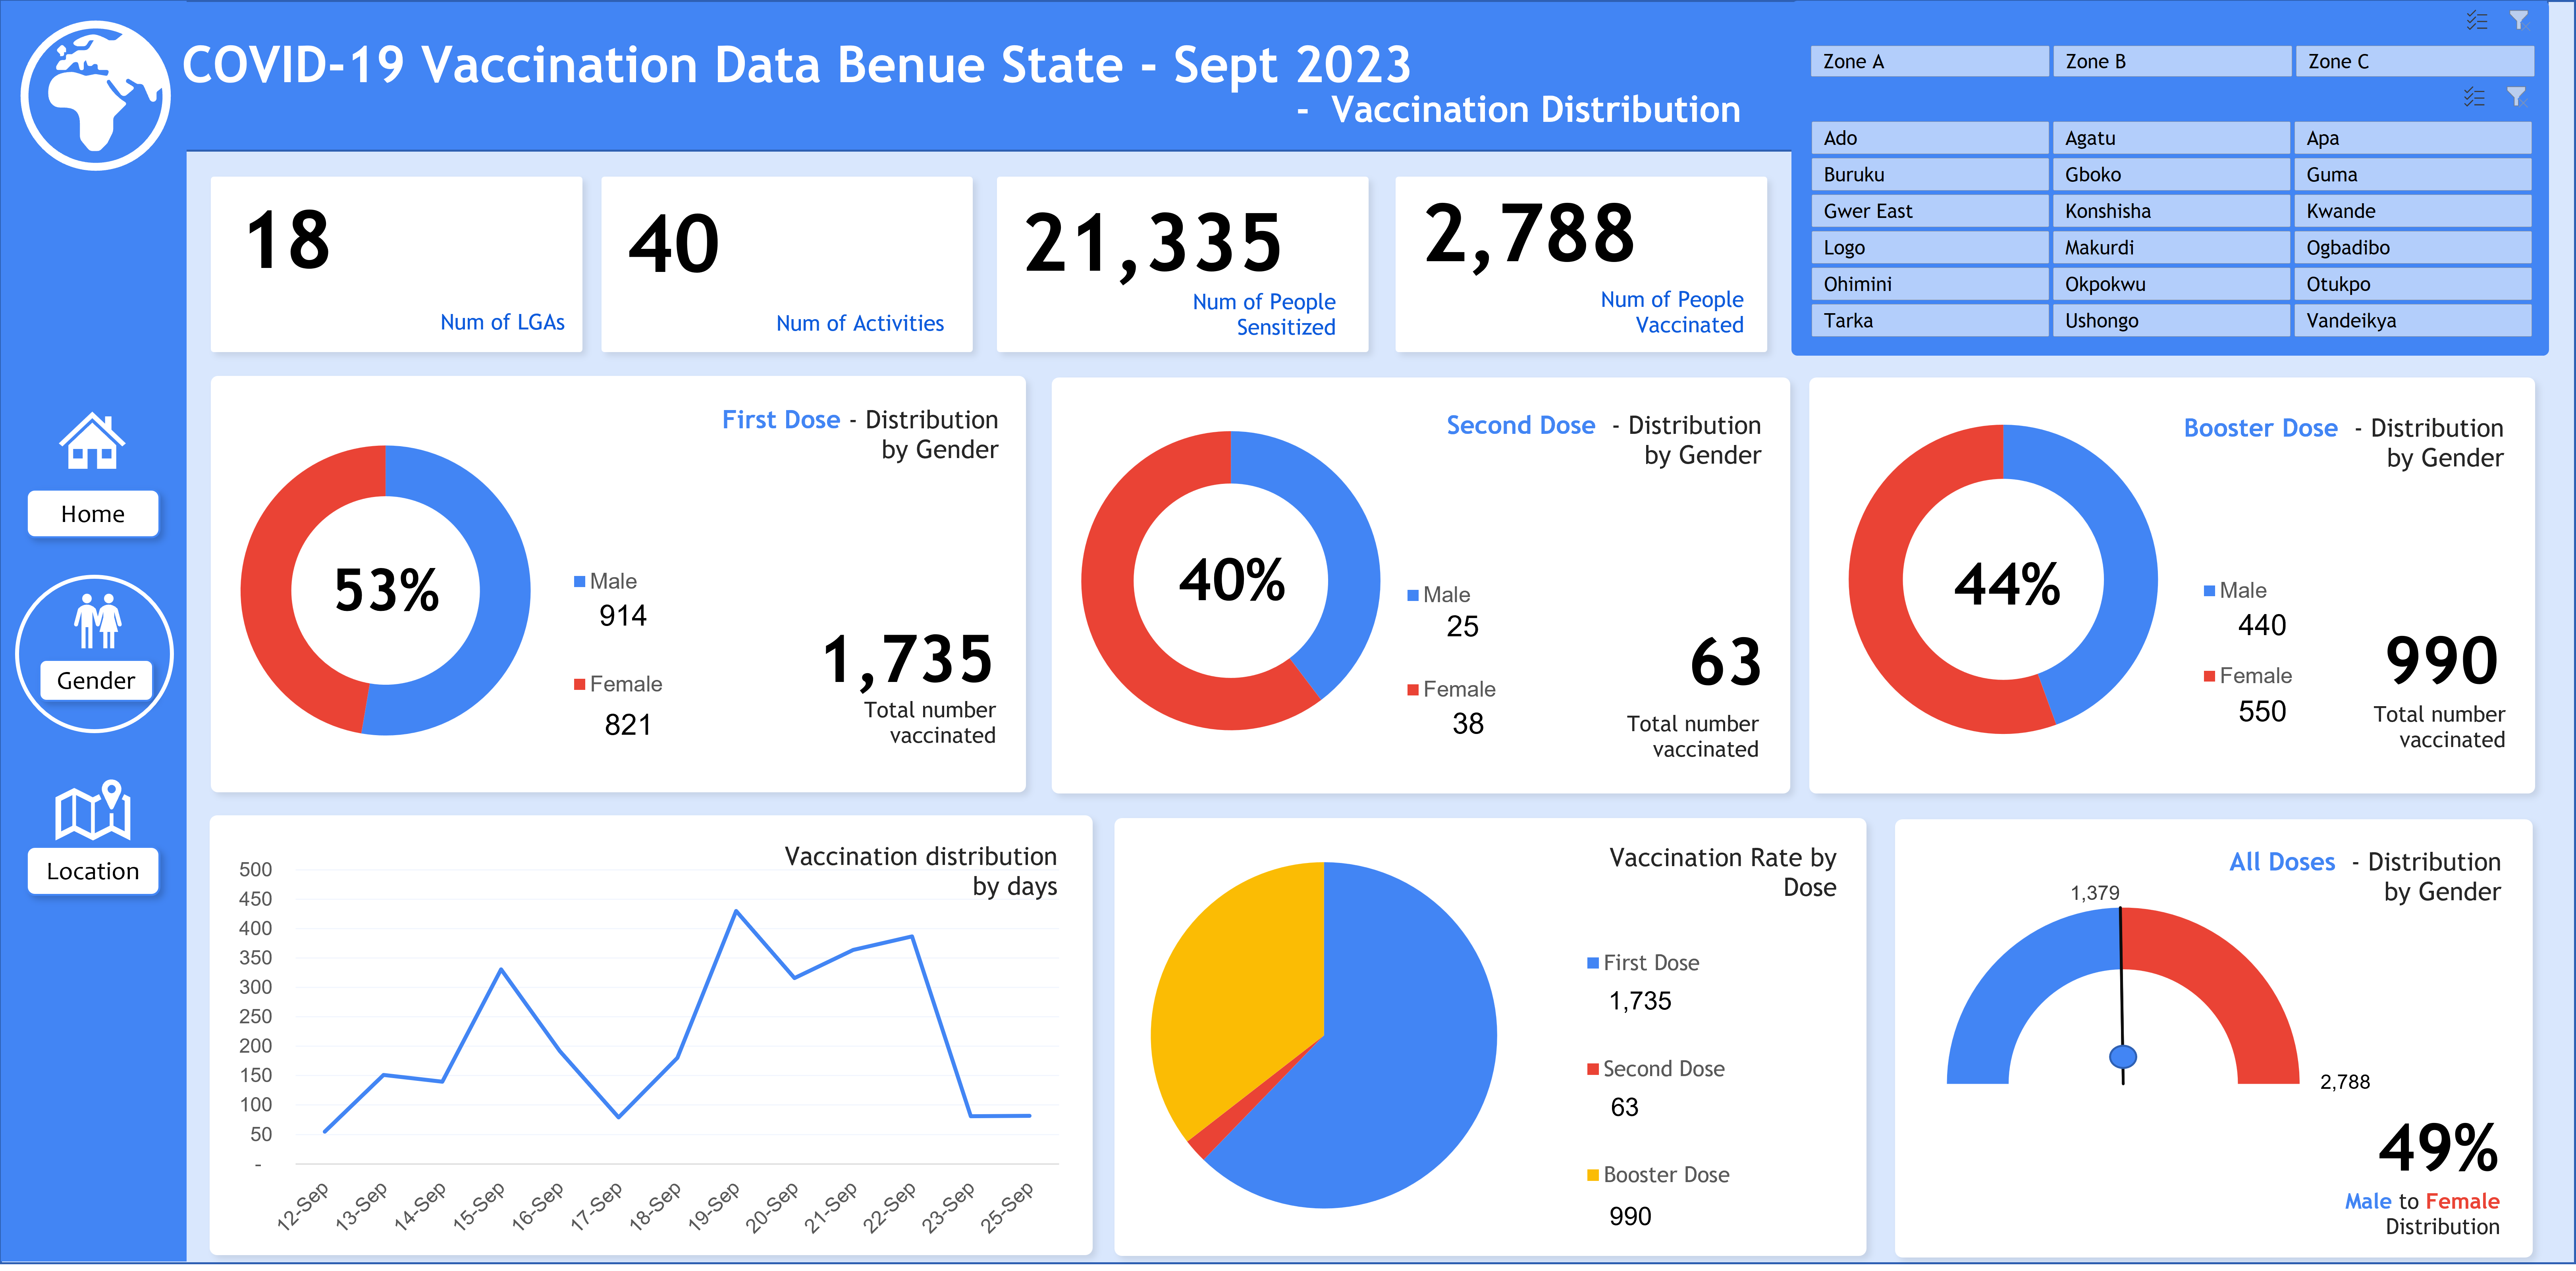 COVID-19 Vaccination Data Benue State - Sept 2023
- Vaccination Distribution
Zone A
Zone B
Zone C
Ado
Agatu
Apa
Buruku
Gboko
Guma
Gwer East
Konshisha
Kwande
Logo
Makurdi
Ogbadibo
Ohimini
Okpokwu
Otukpo
Tarka
Ushongo
Vandeikya
18
Num of LGAs
40
Num of Activities
21,335
Num of People
Sensitized
2,788
Num of People
Vaccinated
Home
Gender
Location
First Dose - Distribution
by Gender
53%
Male
914
Female
821
1,735
Total number
vaccinated
Second Dose - Distribution
by Gender
40%
Male
25
Female
38
63
Total number
vaccinated
Booster Dose - Distribution
by Gender
44%
Male
440
Female
550
990
Total number
vaccinated
Vaccination distribution
by days
500
450
400
350
300
250
200
150
100
50
-
12-Sep
13-Sep
14-Sep
15-Sep
16-Sep
17-Sep
18-Sep
19-Sep
20-Sep
21-Sep
22-Sep
23-Sep
25-Sep
Vaccination Rate by
Dose
First Dose
1,735
Second Dose
63
Booster Dose
990
All Doses - Distribution
by Gender
1,379
2,788
49%
Male to Female
Distribution